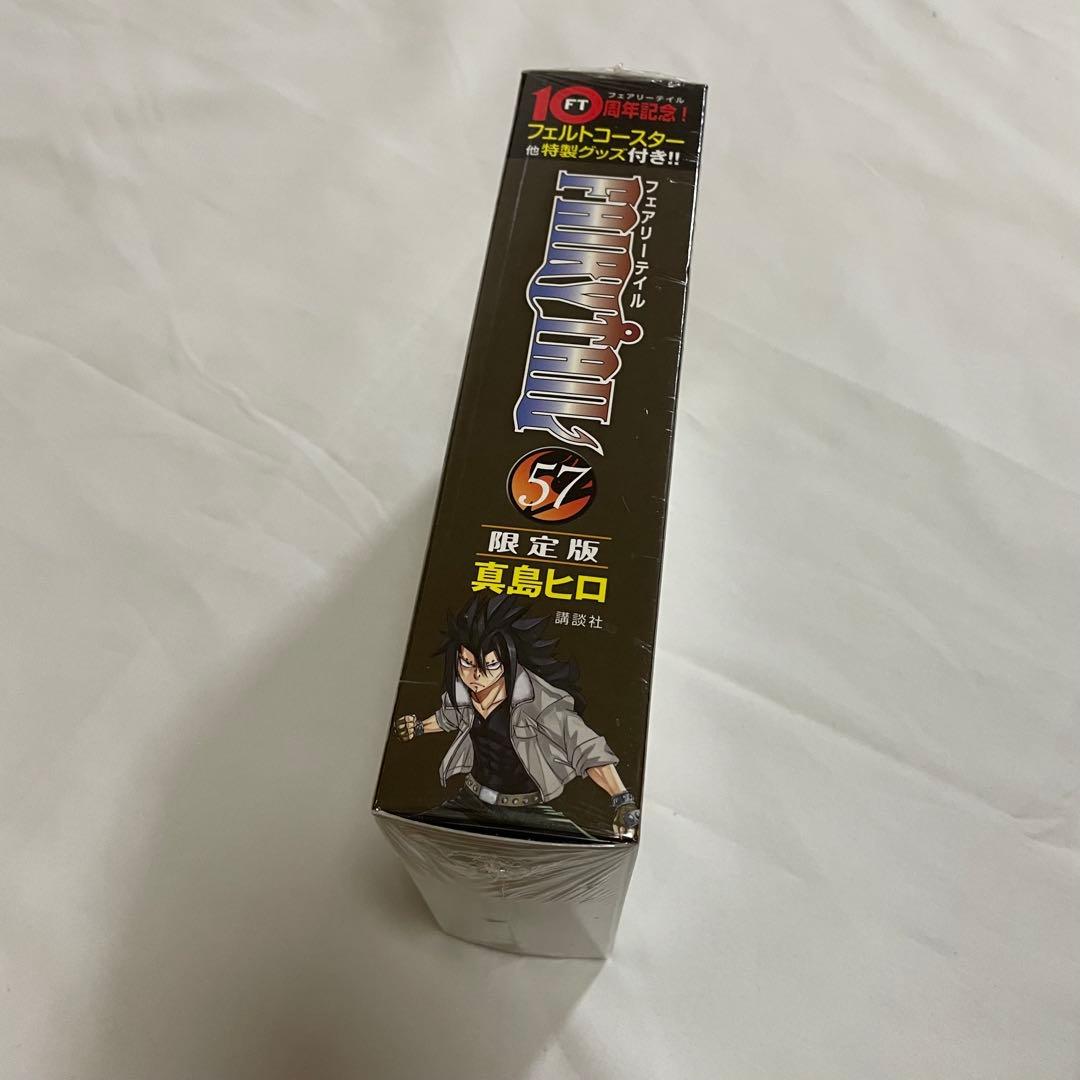 フェアリーテイル
10周年記念!
FT
フェルトコースター
他特製グッズ付き!!
フェアリーテイル
FAIRY TAIL
57
限定版
真島ヒロ
講談社